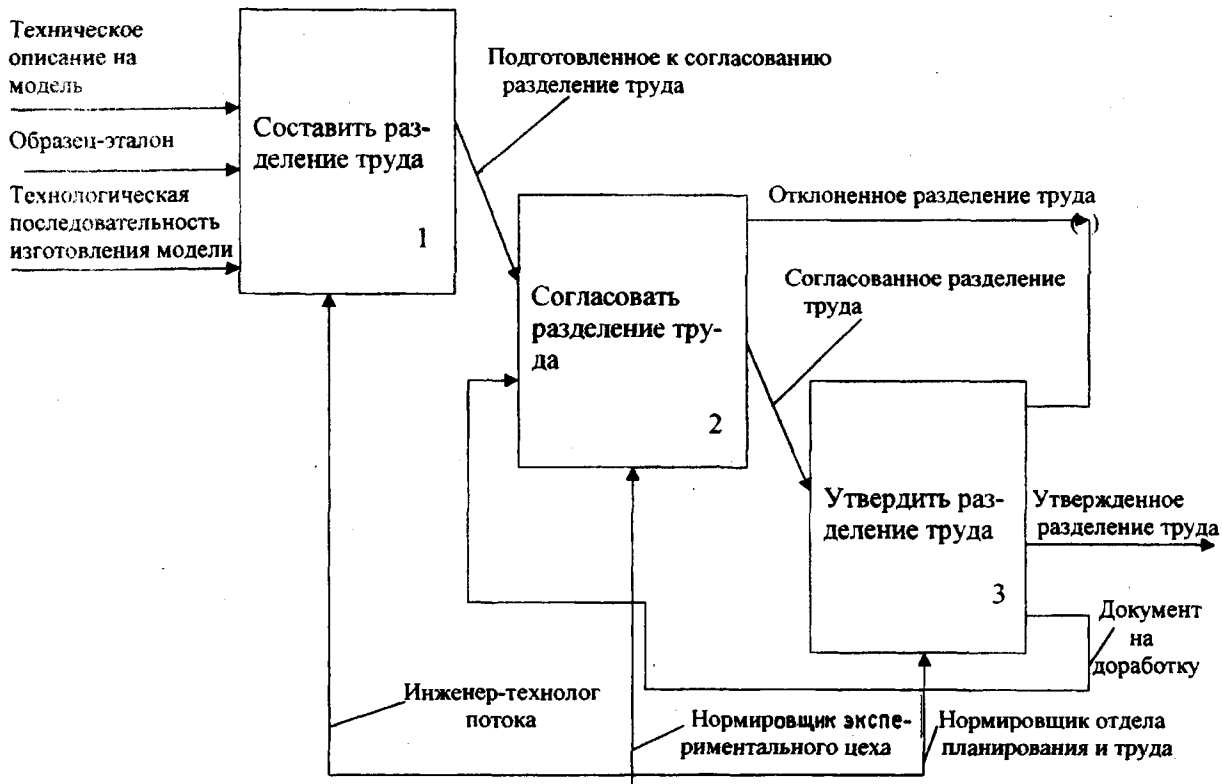 Техническое
описание на
модель
Образец-эталон
Технологическая
последовательность
изготовления модели
Составить раз-
деление труда
1
Подготовленное к согласованию
разделение труда
Согласовать
разделение тру-
да
2
Отклоненное разделение труда
( )
Согласованное разделение
труда
Утвердить раз-
деление труда
3
Утвержденное
разделение труда
Документ
на
доработку
Инженер-технолог
потока
Нормировщик экспе-
риментального цеха
Нормировщик отдела
планирования и труда